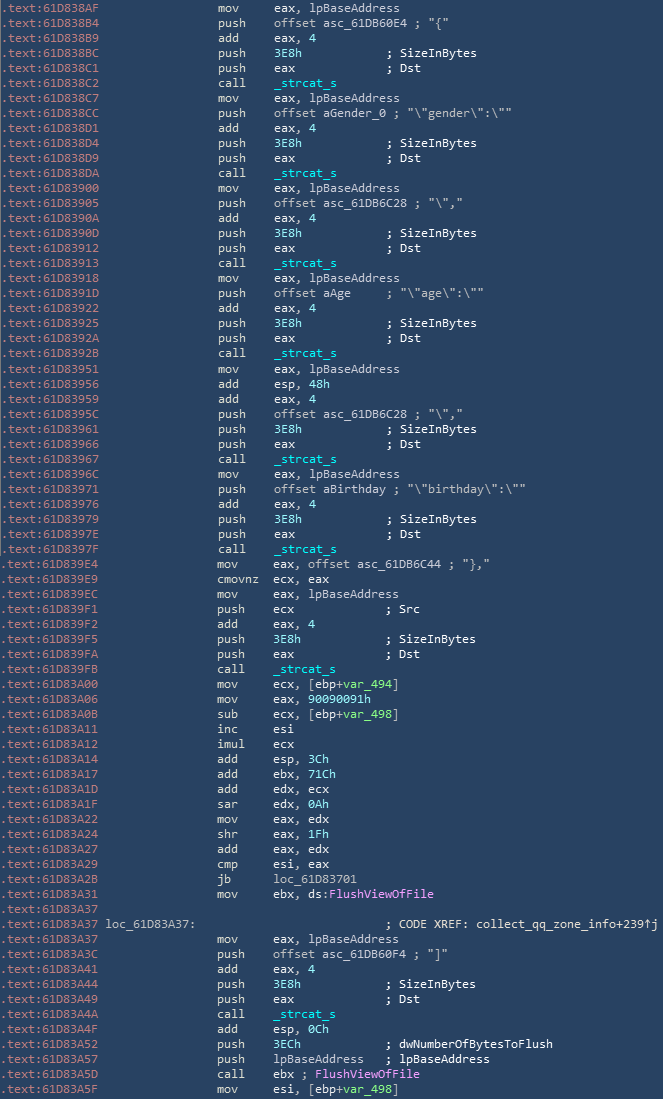 .text:61D838AF mov eax, lpBaseAddress
.text:61D838B4 push offset asc_61DB60E4 ; "{"
.text:61D838B9 add eax, 4
.text:61D838BC push 3E8h ; SizeInBytes
.text:61D838C1 push eax ; Dst
.text:61D838C2 call _strcat_s
.text:61D838C7 mov eax, lpBaseAddress
.text:61D838CC push offset aGender_0 ; "\"gender\":\""
.text:61D838D1 add eax, 4
.text:61D838D4 push 3E8h ; SizeInBytes
.text:61D838D9 push eax ; Dst
.text:61D838DA call _strcat_s
.text:61D83900 mov eax, lpBaseAddress
.text:61D83905 push offset asc_61DB6C28 ; "\","
.text:61D8390A add eax, 4
.text:61D8390D push 3E8h ; SizeInBytes
.text:61D83912 push eax ; Dst
.text:61D83913 call _strcat_s
.text:61D83918 mov eax, lpBaseAddress
.text:61D8391D push offset aAge ; "\"age\":\""
.text:61D83922 add eax, 4
.text:61D83925 push 3E8h ; SizeInBytes
.text:61D8392A push eax ; Dst
.text:61D8392B call _strcat_s
.text:61D83951 mov eax, lpBaseAddress
.text:61D83956 add esp, 48h
.text:61D83959 add eax, 4
.text:61D8395C push offset asc_61DB6C28 ; "\","
.text:61D83961 push 3E8h ; SizeInBytes
.text:61D83966 push eax ; Dst
.text:61D83967 call _strcat_s
.text:61D8396C mov eax, lpBaseAddress
.text:61D83971 push offset aBirthday ; "\"birthday\":\""
.text:61D83976 add eax, 4
.text:61D83979 push 3E8h ; SizeInBytes
.text:61D8397E push eax ; Dst
.text:61D8397F call _strcat_s
.text:61D839E4 mov eax, offset asc_61DB6C44 ; "},"
.text:61D839E9 cmovnz ecx, eax
.text:61D839EC mov eax, lpBaseAddress
.text:61D839F1 push ecx ; Src
.text:61D839F2 add eax, 4
.text:61D839F5 push 3E8h ; SizeInBytes
.text:61D839FA push eax ; Dst
.text:61D839FB call _strcat_s
.text:61D83A00 mov ecx, [ebp+var_494]
.text:61D83A06 mov eax, 90090091h
.text:61D83A0B sub ecx, [ebp+var_498]
.text:61D83A11 inc esi
.text:61D83A12 imul ecx
.text:61D83A14 add esp, 3Ch
.text:61D83A17 add ebx, 71Ch
.text:61D83A1D add edx, ecx
.text:61D83A1F sar edx, 0Ah
.text:61D83A22 mov eax, edx
.text:61D83A24 shr eax, 1Fh
.text:61D83A27 add eax, edx
.text:61D83A29 cmp esi, eax
.text:61D83A2B jb loc_61D83701
.text:61D83A31 mov ebx, ds:FlushViewOfFile
.text:61D83A37
.text:61D83A37 loc_61D83A37: ; CODE XREF: collect_qq_zone_info+239↑j
.text:61D83A37 mov eax, lpBaseAddress
.text:61D83A3C push offset asc_61DB60F4 ; "]"
.text:61D83A41 add eax, 4
.text:61D83A44 push 3E8h ; SizeInBytes
.text:61D83A49 push eax ; Dst
.text:61D83A4A call _strcat_s
.text:61D83A4F add esp, 0Ch
.text:61D83A52 push 3ECh ; dwNumberOfBytesToFlush
.text:61D83A57 push lpBaseAddress ; lpBaseAddress
.text:61D83A5D call ebx ; FlushViewOfFile
.text:61D83A5F mov esi, [ebp+var_498]